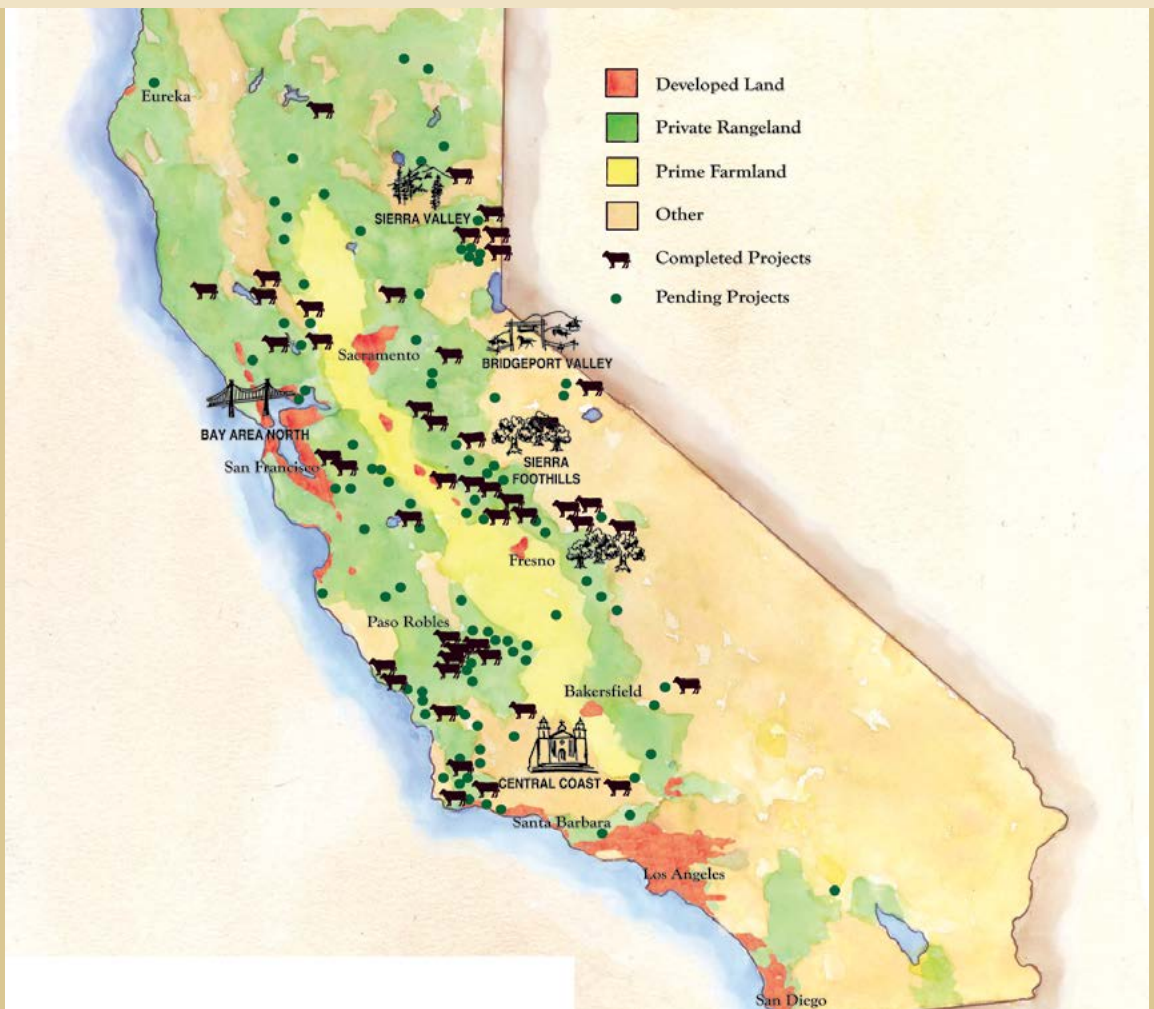 Eureka
Developed Land
Private Rangeland
Prime Farmland
Other
Completed Projects
Pending Projects
SIERRA VALLEY
Sacramento
BRIDGEPORT VALLEY
BAY AREA NORTH
San Francisco
SIERRA
FOOTHILLS
Fresno
Paso Robles
Bakersfield
CENTRAL COAST
Santa Barbara
Los Angeles
San Diego